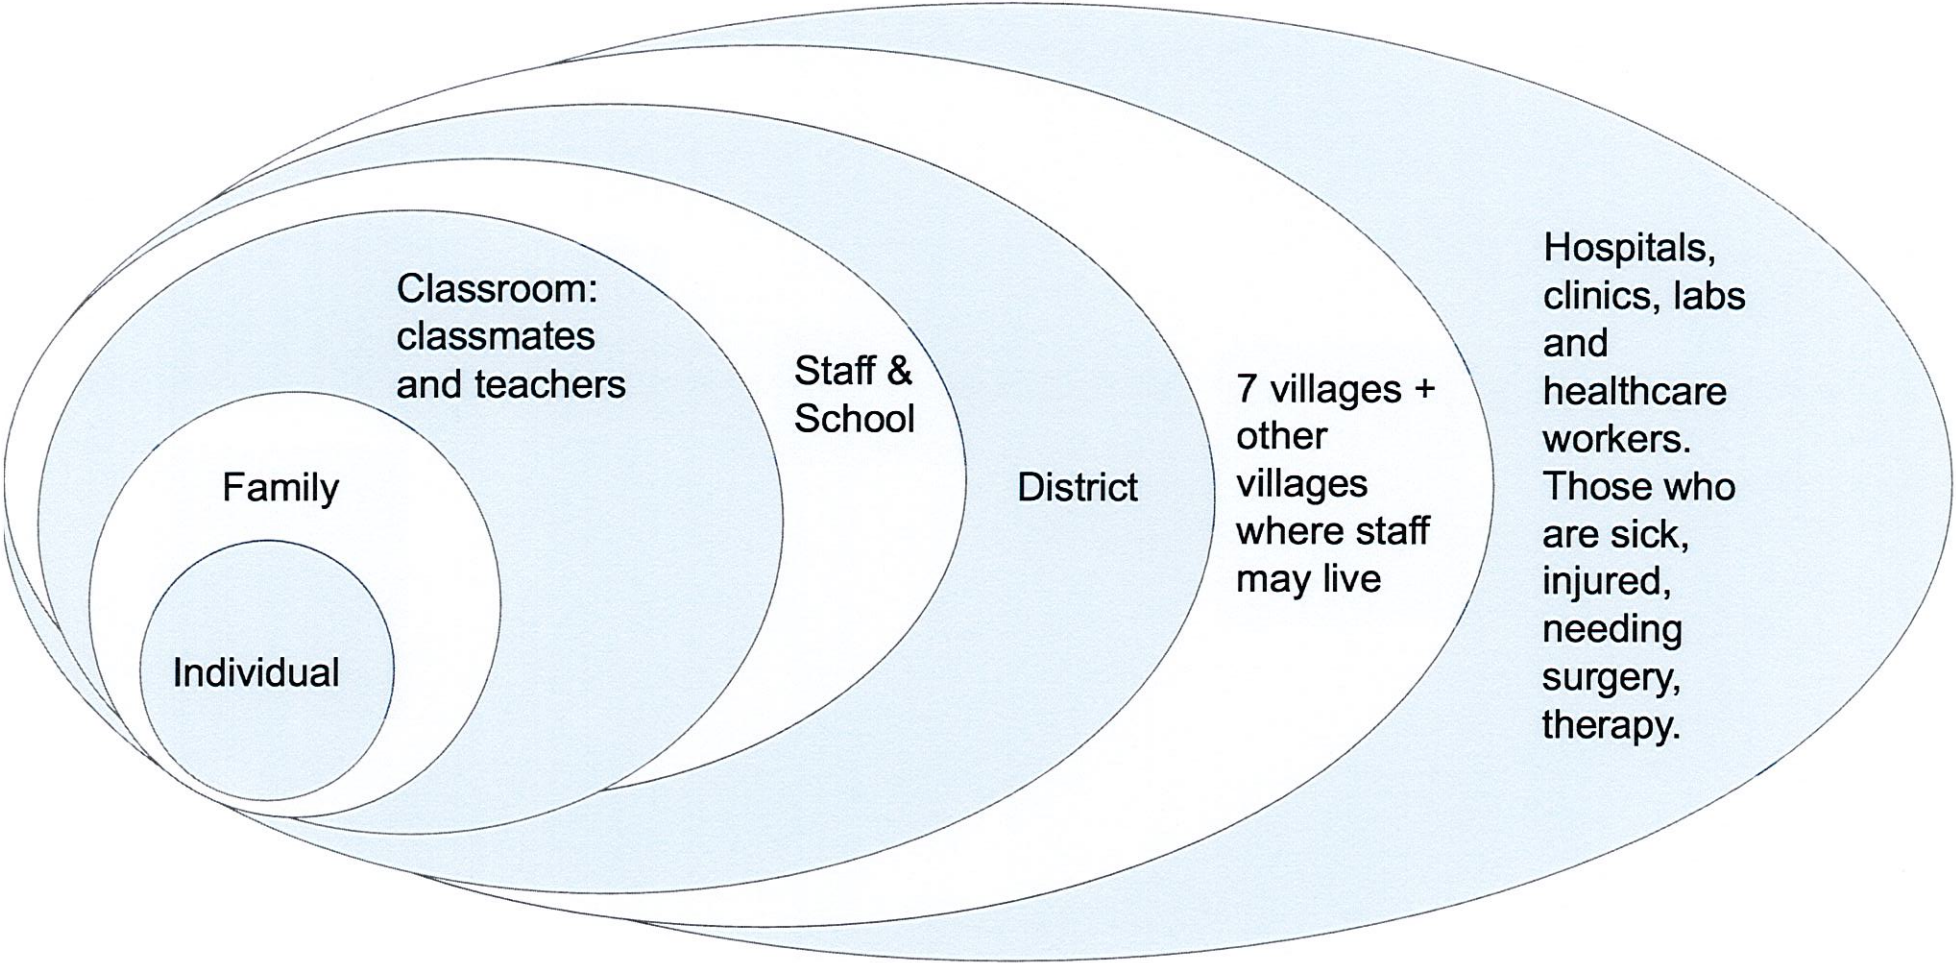 Individual
Family
Classroom:
classmates
and teachers
Staff &
School
District
7 villages +
other
villages
where staff
may live
Hospitals,
clinics, labs
and
healthcare
workers.
Those who
are sick,
injured,
needing
surgery,
therapy.